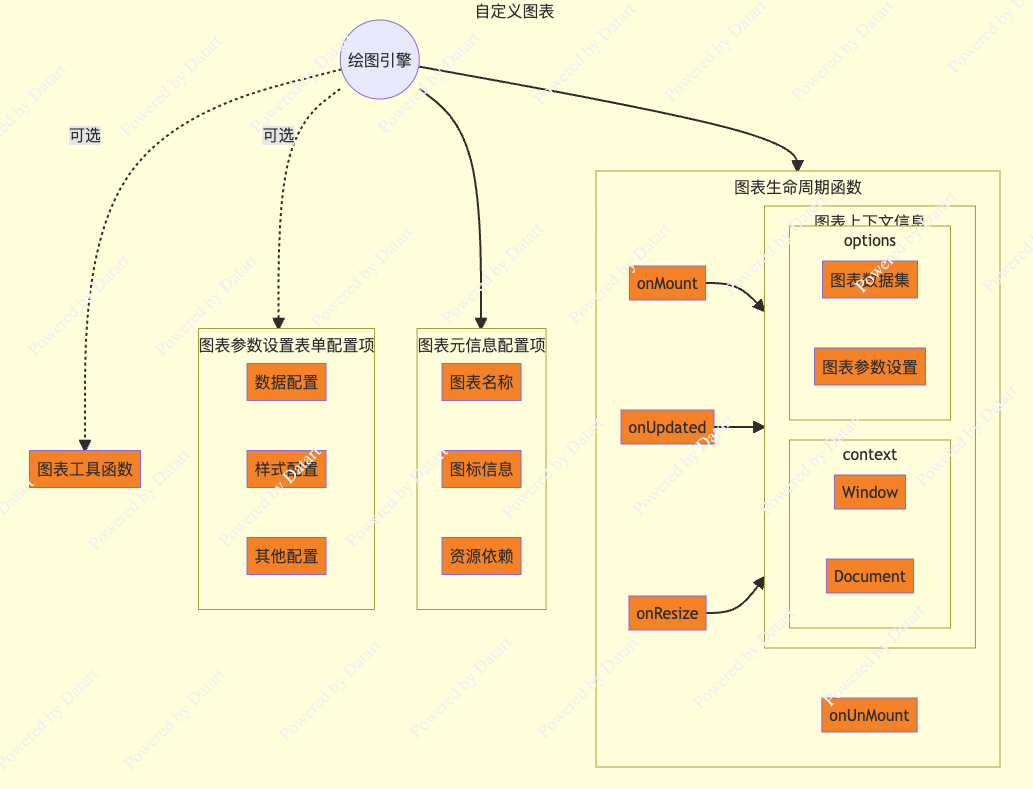 自定义图表
绘图引擎
可选
可选
图表工具函数
图表参数设置表单配置项
数据配置
样式配置
其他配置
图表元信息配置项
图表名称
图标信息
资源依赖
图表生命周期函数
onMount
onUpdated
onResize
图表上下文信息
options
图表数据集
图表参数设置
context
Window
Document
onUnMount
Powered by Datart